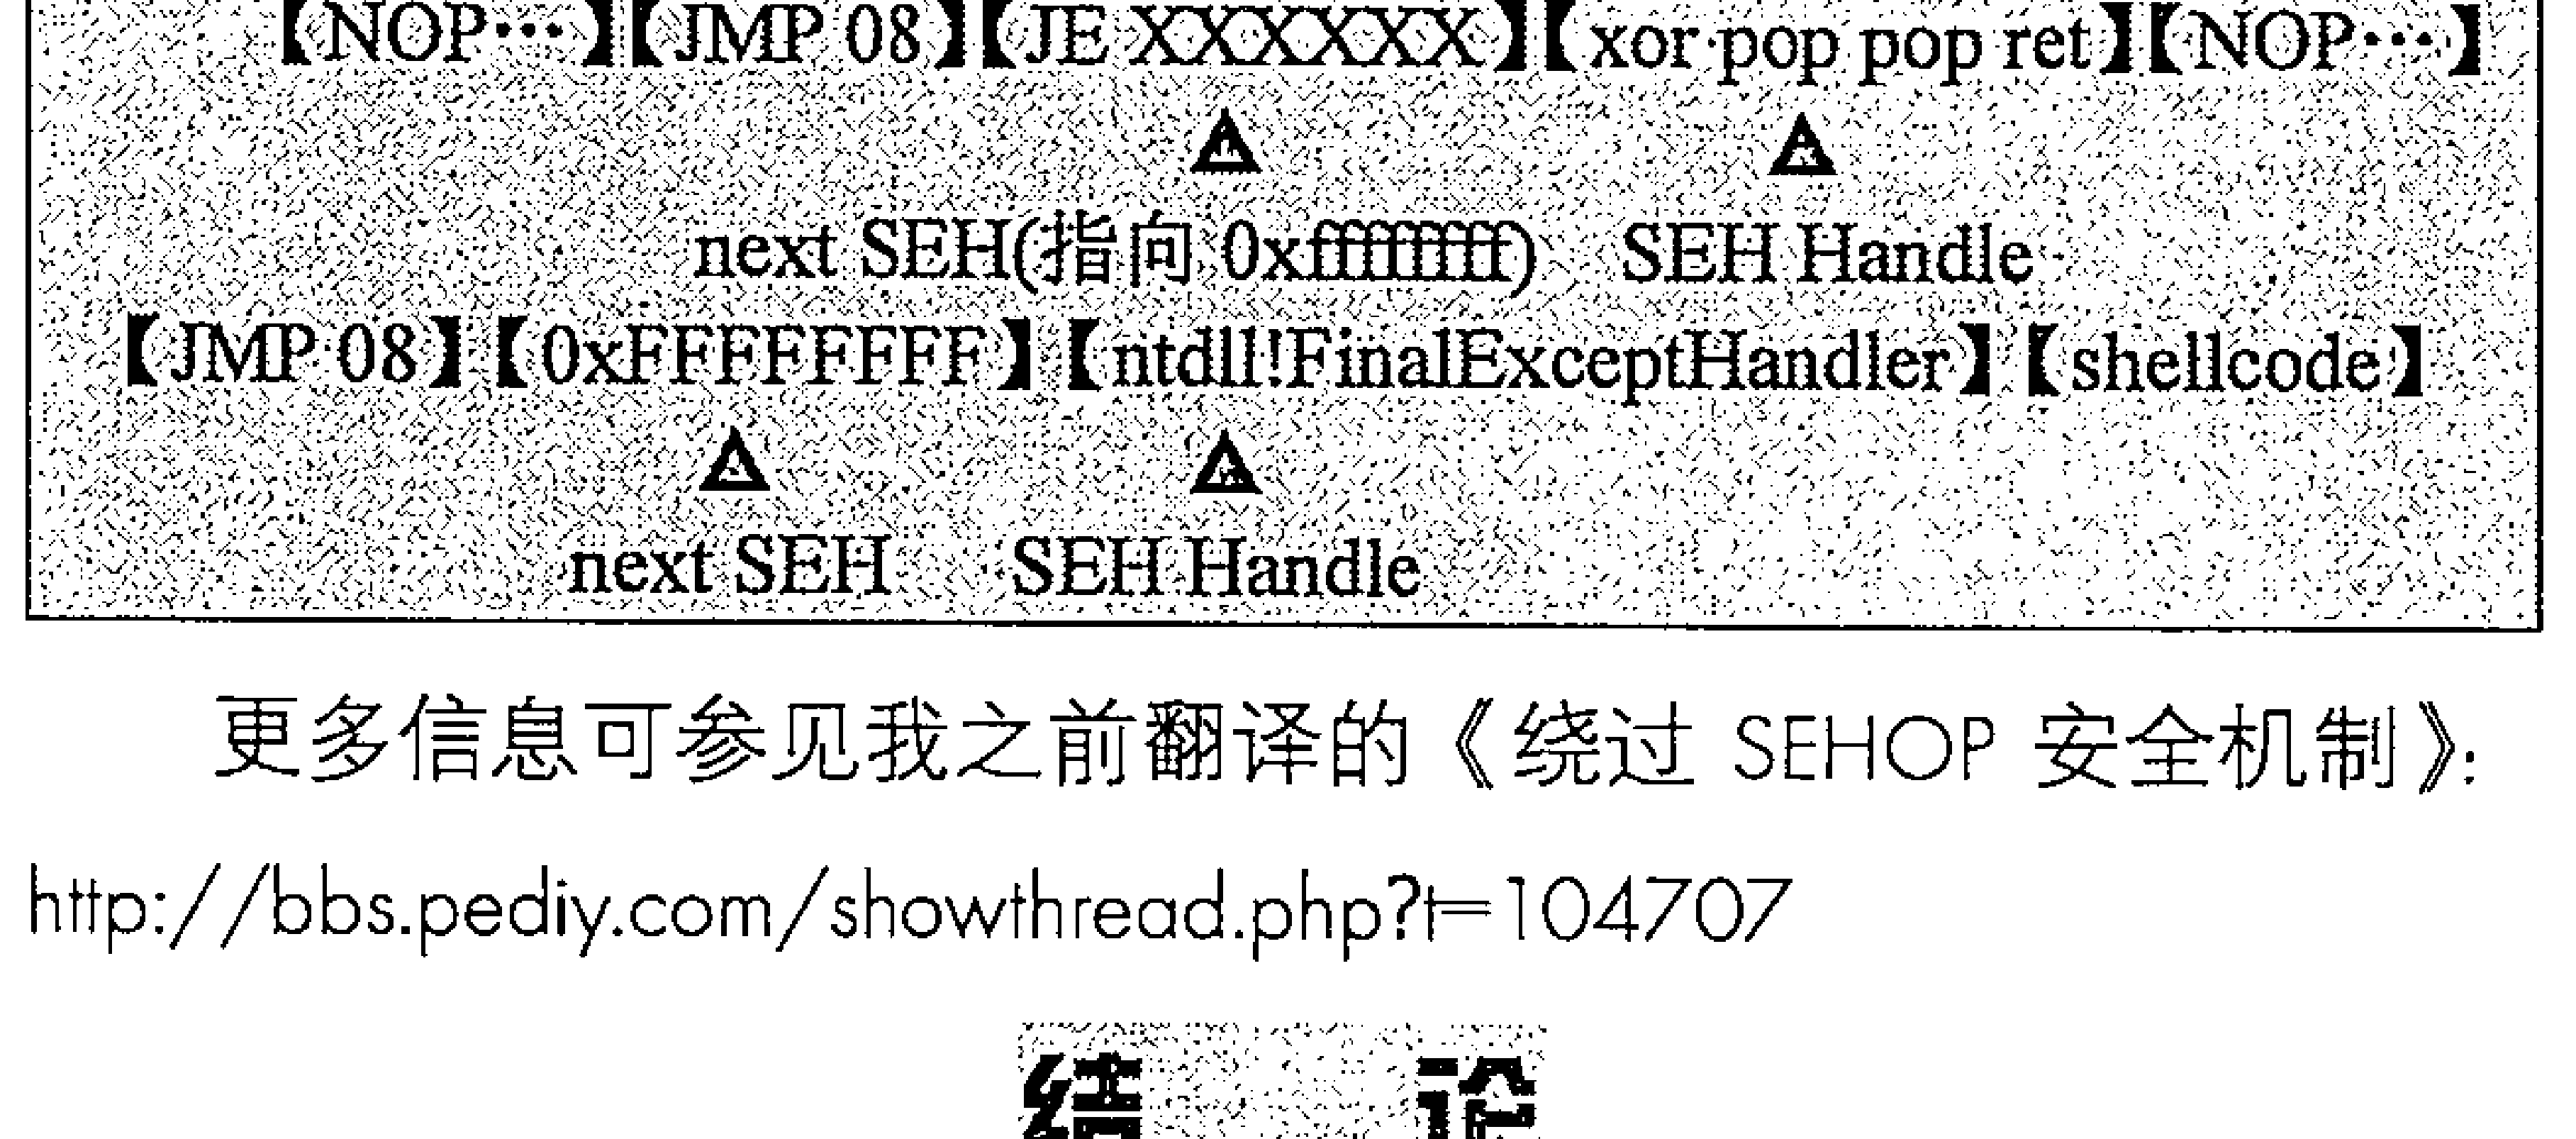 【NOP…】【JMP 08】【JE XXXXXX】【xor pop pop ret】【NOP…】
next SEH(指向 0xffffffff) SEH Handle
【JMP 08】【0xFFFFFFFF】【ntdll!FinalExceptHandler】【shellcode】
next SEH SEH Handle
更多信息可参见我之前翻译的《绕过 SEHOP 安全机制》:
http://bbs.pediy.com/showthread.php?t=104707
结 论